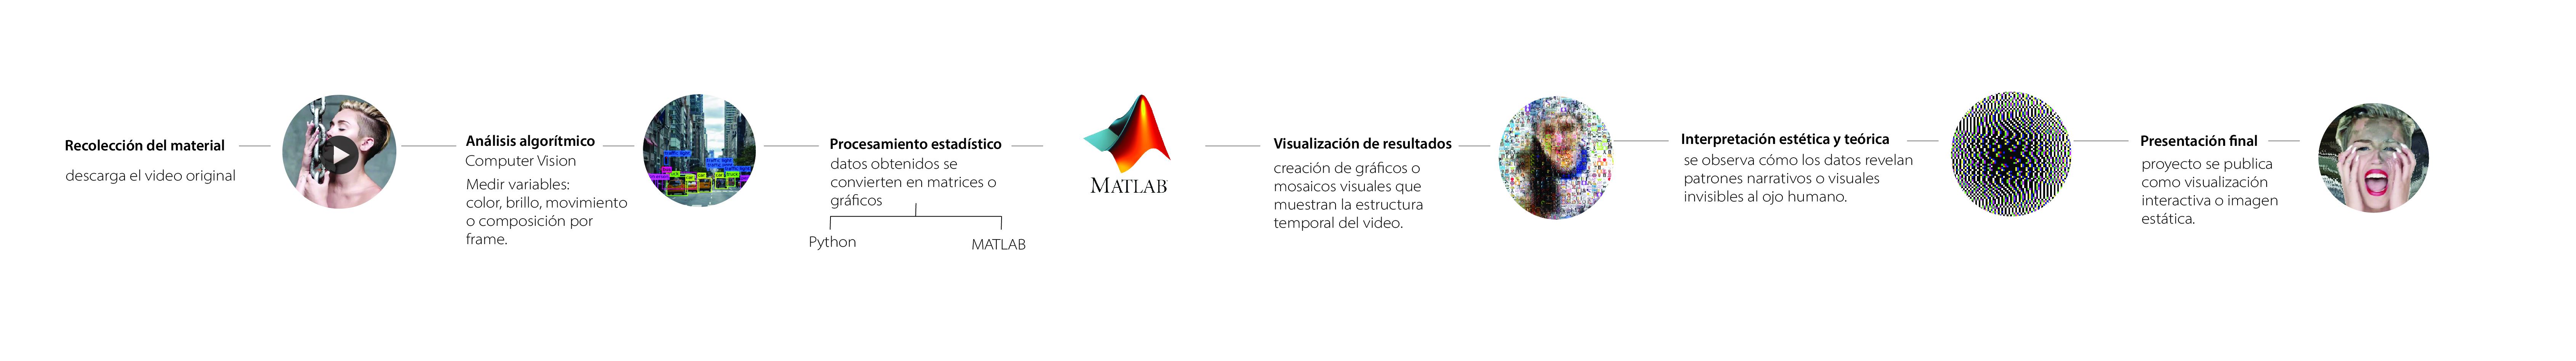 Recolección del material
descarga el video original
Análisis algorítmico
Computer Vision
Medir variables:
color, brillo, movimiento
o composición por
frame.
Procesamiento estadístico
datos obtenidos se
convierten en matrices o
gráficos
Python
MATLAB
MATLAB
Visualización de resultados
creación de gráficos o
mosaicos visuales que
muestran la estructura
temporal del video.
Interpretación estética y teórica
se observa cómo los datos revelan
patrones narrativos o visuales
invisibles al ojo humano.
Presentación final
proyecto se publica
como visualización
interactiva o imagen
estática.